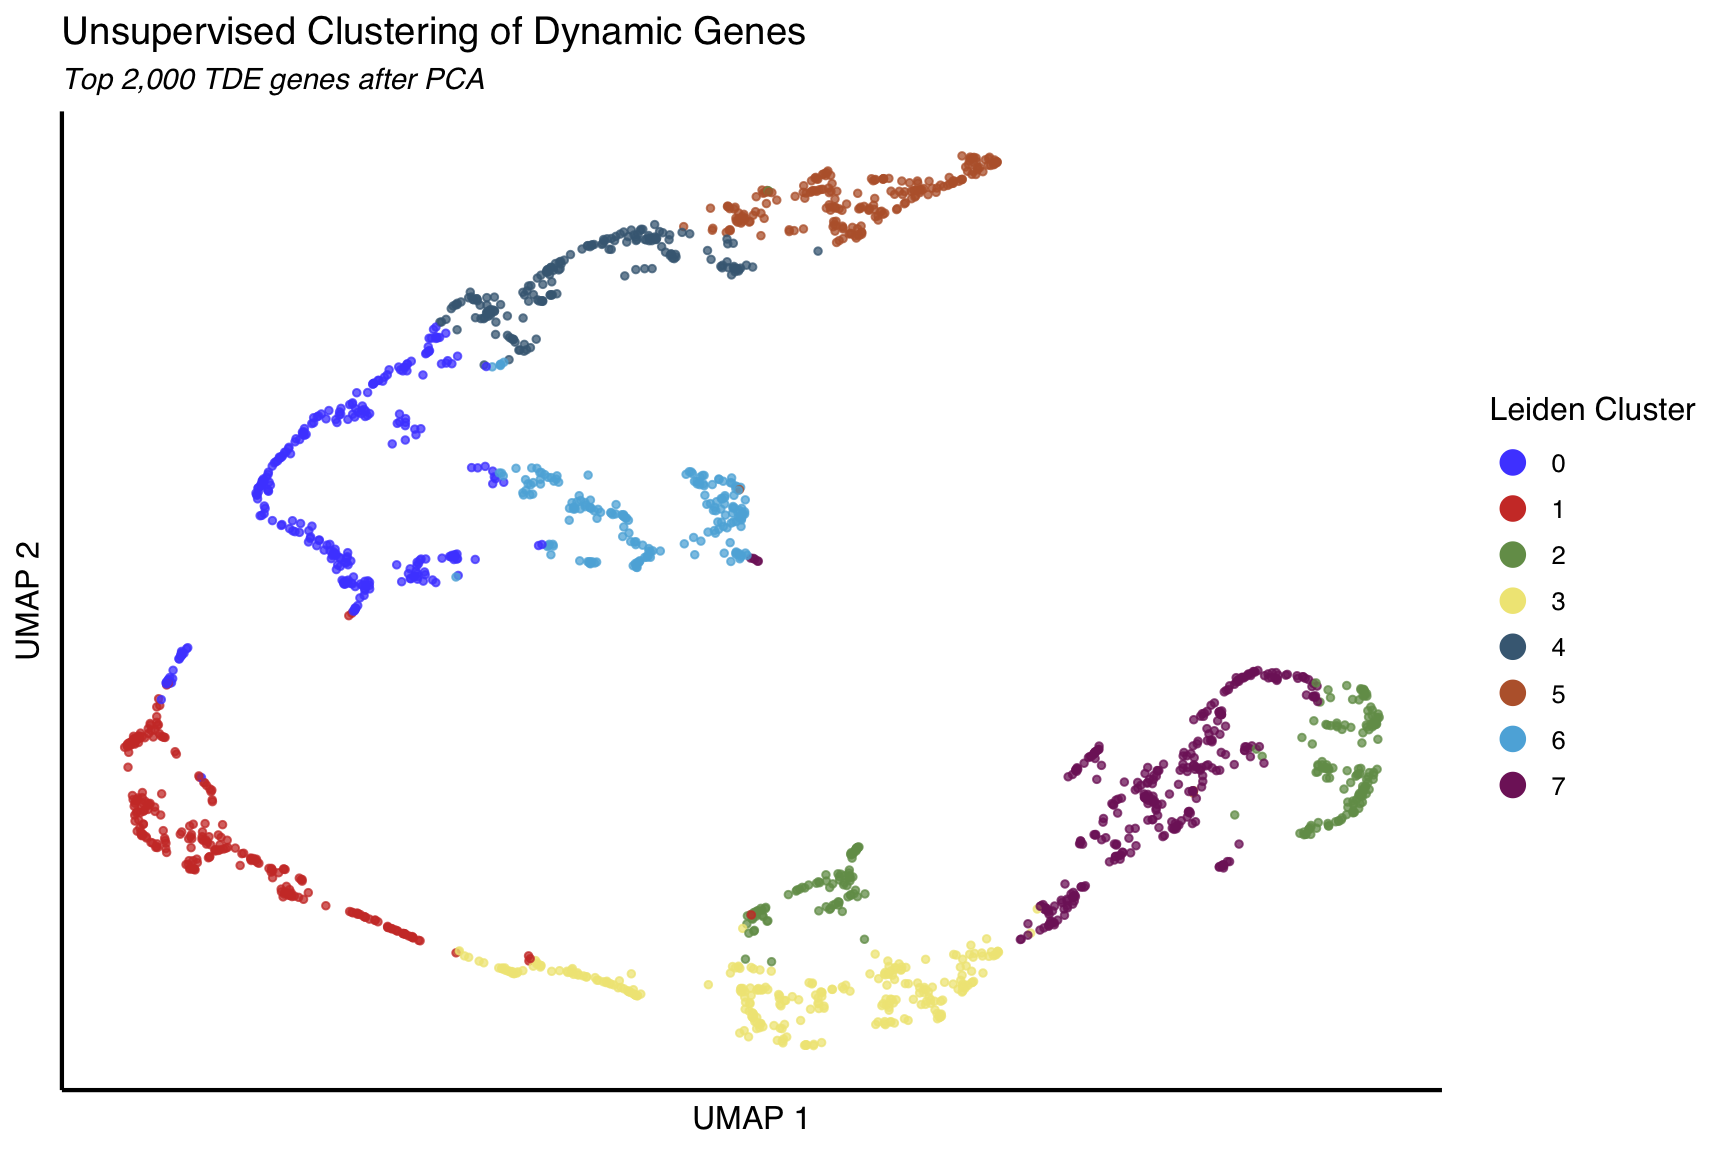 Unsupervised Clustering of Dynamic Genes
Top 2,000 TDE genes after PCA
UMAP 2
UMAP 1
Leiden Cluster
0
1
2
3
4
5
6
7